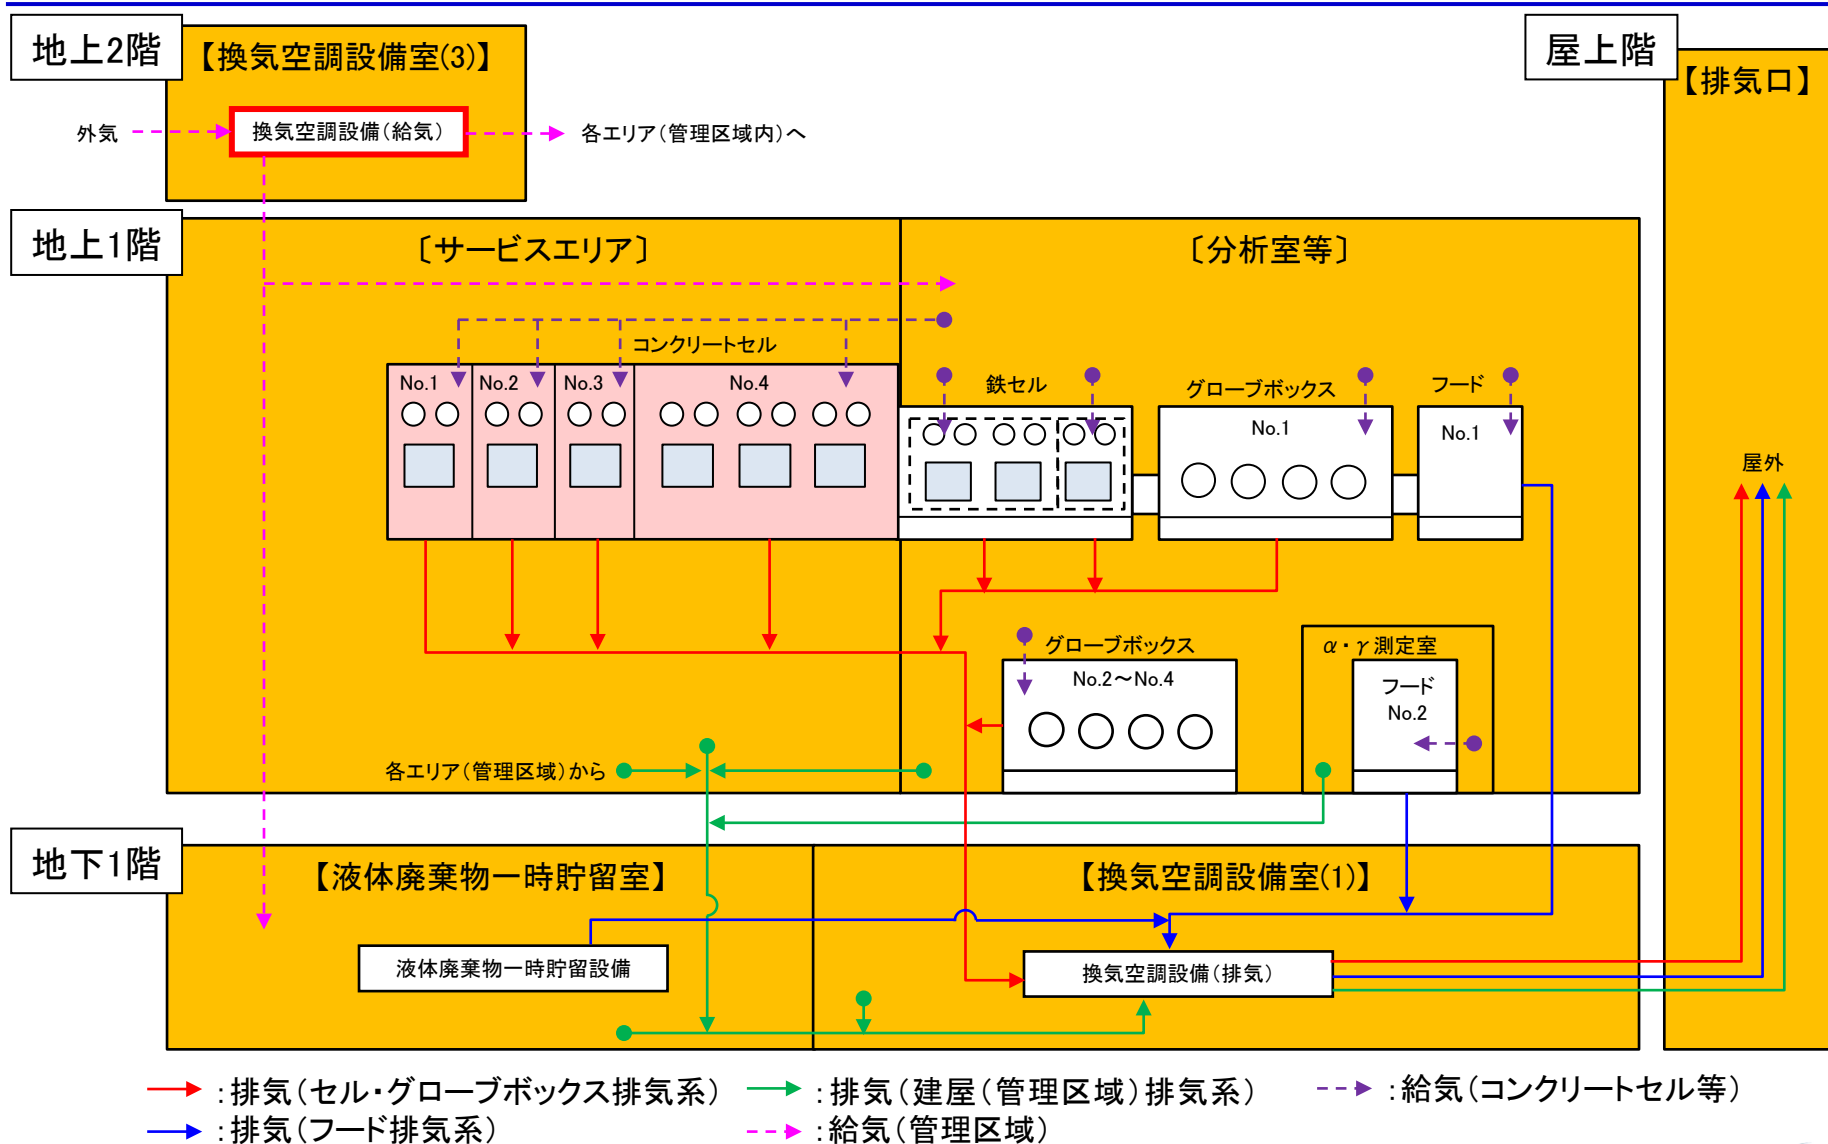 地上2階
【換気空調設備室(3)】
外気
換気空調設備(給気)
各エリア(管理区域内)へ
屋上階
【排気口】
地上1階
〔サービスエリア〕
〔分析室等〕
コンクリートセル
No.1
No.2
No.3
No.4
鉄セル
グローブボックス
No.1
フード
No.1
屋外
グローブボックス
No.2～No.4
α・γ測定室
フード
No.2
各エリア(管理区域)から
地下1階
【液体廃棄物一時貯留室】
【換気空調設備室(1)】
液体廃棄物一時貯留設備
換気空調設備(排気)
:排気(セル・グローブボックス排気系)
:排気(建屋(管理区域)排気系)
:給気(コンクリートセル等)
:排気(フード排気系)
:給気(管理区域)